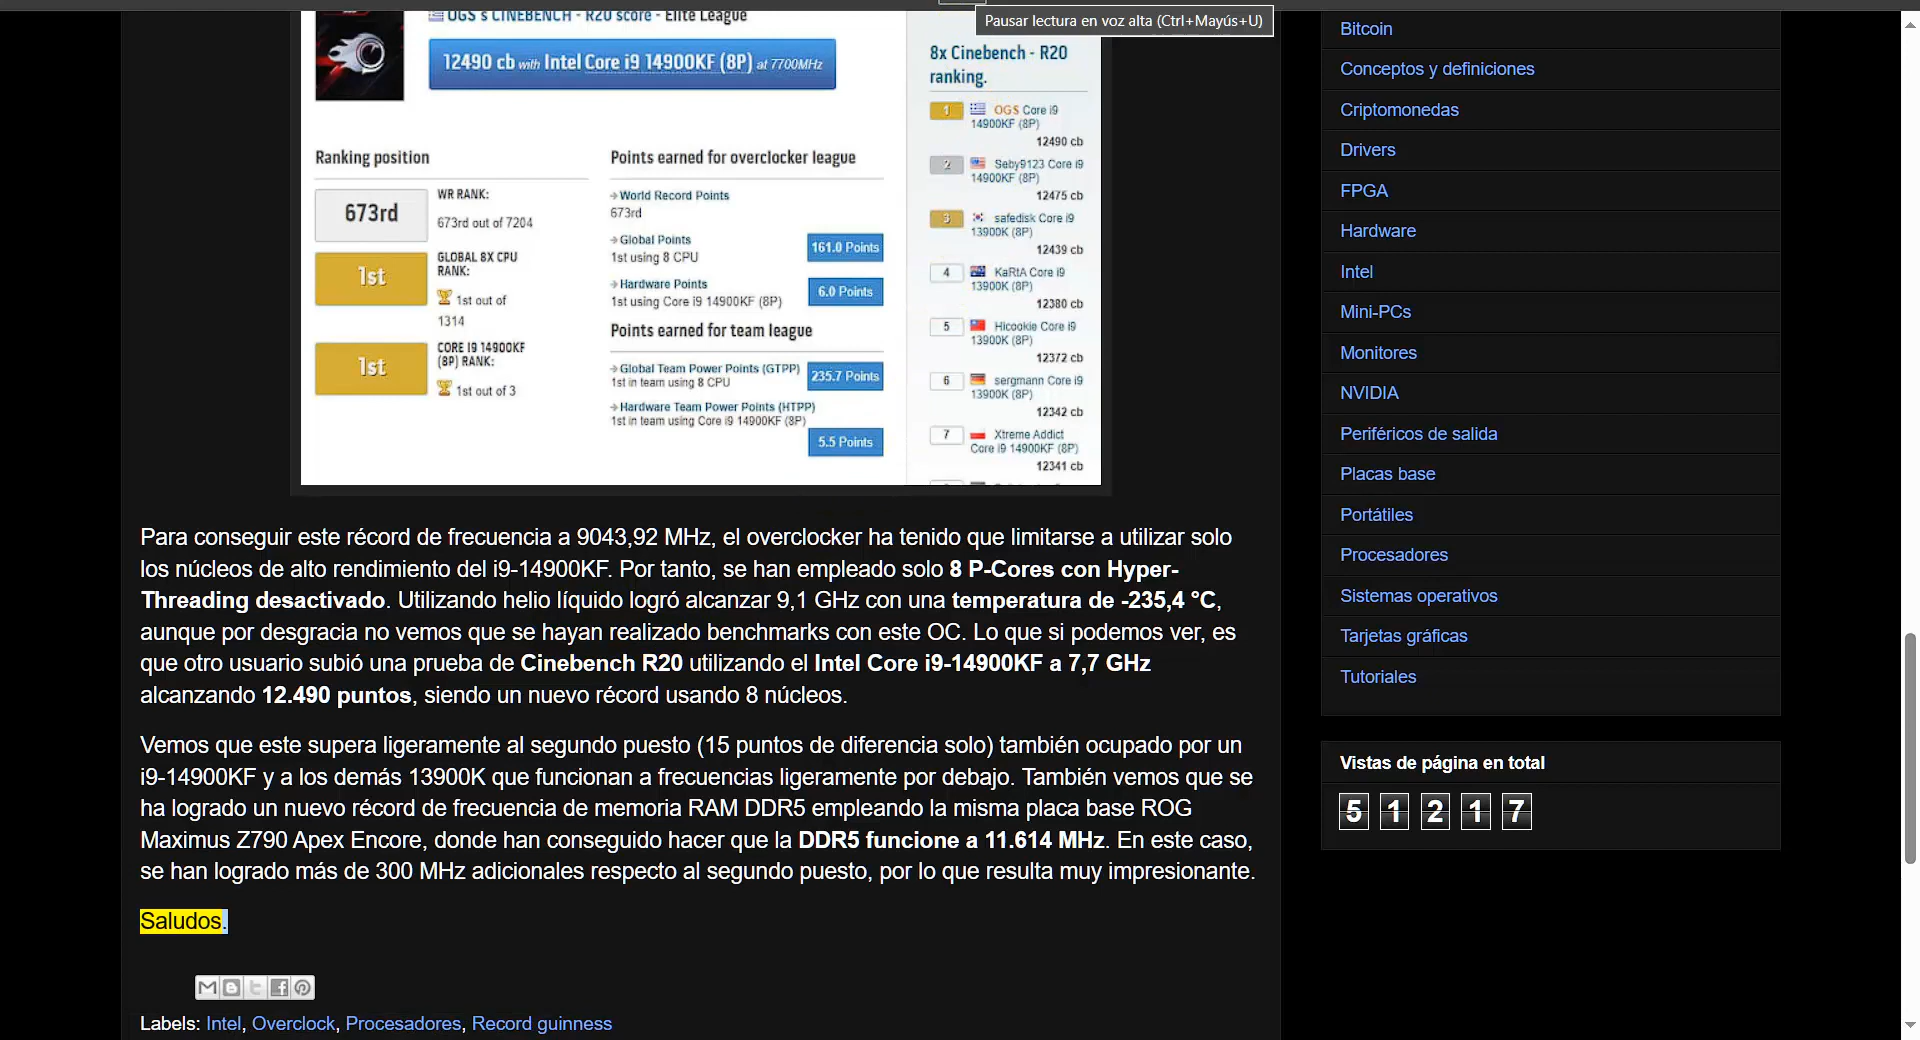 Pausar lectura en voz alta (Ctrl+Mayús+U)
OGS's CINEBENCH - R20 score - Elite League
12490 cb with Intel Core i9 14900KF (8P) at 7700MHz
Ranking position
673rd
WR RANK:
673rd out of 7204
1st
GLOBAL 8X CPU
RANK:
1st out of
1314
1st
CORE I9 14900KF
(8P) RANK:
1st out of 3
Points earned for overclocker league
World Record Points
673rd
Global Points
1st using 8 CPU
161.0 Points
Hardware Points
1st using Core i9 14900KF (8P)
6.0 Points
Points earned for team league
Global Team Power Points (GTPP)
1st in team using 8 CPU
235.7 Points
Hardware Team Power Points (HTPP)
1st in team using Core i9 14900KF (8P)
5.5 Points
8x Cinebench - R20
ranking.
1 OGS Core i9
14900KF (8P)
12490 cb
2 Seby9123 Core i9
14900KF (8P)
12475 cb
3 safedisk Core i9
13900K (8P)
12439 cb
4 KaRtA Core i9
13900K (8P)
12380 cb
5 Hicookie Core i9
13900K (8P)
12372 cb
6 sergmann Core i9
13900K (8P)
12342 cb
7 Xtreme Addict
Core i9 14900KF (8P)
12341 cb
Para conseguir este récord de frecuencia a 9043,92 MHz, el overclocker ha tenido que limitarse a utilizar solo
los núcleos de alto rendimiento del i9-14900KF. Por tanto, se han empleado solo 8 P-Cores con Hyper-
Threading desactivado. Utilizando helio líquido logró alcanzar 9,1 GHz con una temperatura de -235,4 °C,
aunque por desgracia no vemos que se hayan realizado benchmarks con este OC. Lo que si podemos ver, es
que otro usuario subió una prueba de Cinebench R20 utilizando el Intel Core i9-14900KF a 7,7 GHz
alcanzando 12.490 puntos, siendo un nuevo récord usando 8 núcleos.
Vemos que este supera ligeramente al segundo puesto (15 puntos de diferencia solo) también ocupado por un
i9-14900KF y a los demás 13900K que funcionan a frecuencias ligeramente por debajo. También vemos que se
ha logrado un nuevo récord de frecuencia de memoria RAM DDR5 empleando la misma placa base ROG
Maximus Z790 Apex Encore, donde han conseguido hacer que la DDR5 funcione a 11.614 MHz. En este caso,
se han logrado más de 300 MHz adicionales respecto al segundo puesto, por lo que resulta muy impresionante.
Saludos.
Labels: Intel, Overclock, Procesadores, Record guinness
Bitcoin
Conceptos y definiciones
Criptomonedas
Drivers
FPGA
Hardware
Intel
Mini-PCs
Monitores
NVIDIA
Periféricos de salida
Placas base
Portátiles
Procesadores
Sistemas operativos
Tarjetas gráficas
Tutoriales
Vistas de página en total
5 1 2 1 7